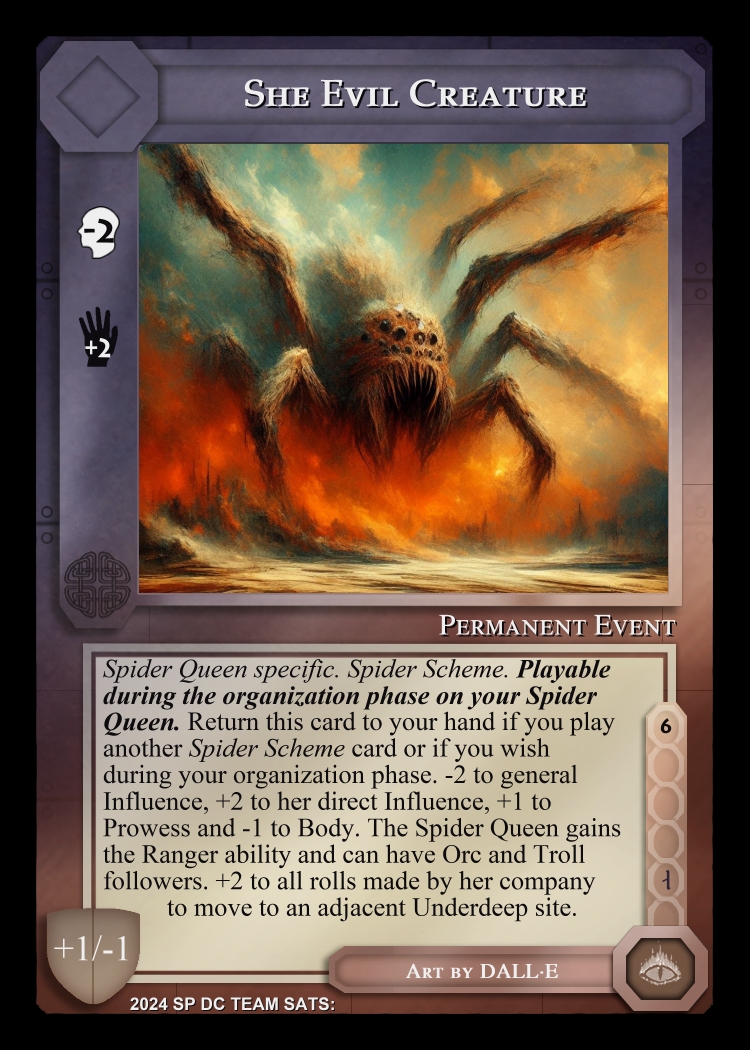 She Evil Creature
-2
+2
Permanent Event
Spider Queen specific. Spider Scheme. Playable
during the organization phase on your Spider
Queen. Return this card to your hand if you play
another Spider Scheme card or if you wish
during your organization phase. -2 to general
Influence, +2 to her direct Influence, +1 to
Prowess and -1 to Body. The Spider Queen gains
the Ranger ability and can have Orc and Troll
followers. +2 to all rolls made by her company
to move to an adjacent Underdeep site.
6
+1/-1
Art by DALL·E
2024 SP DC TEAM SATS: